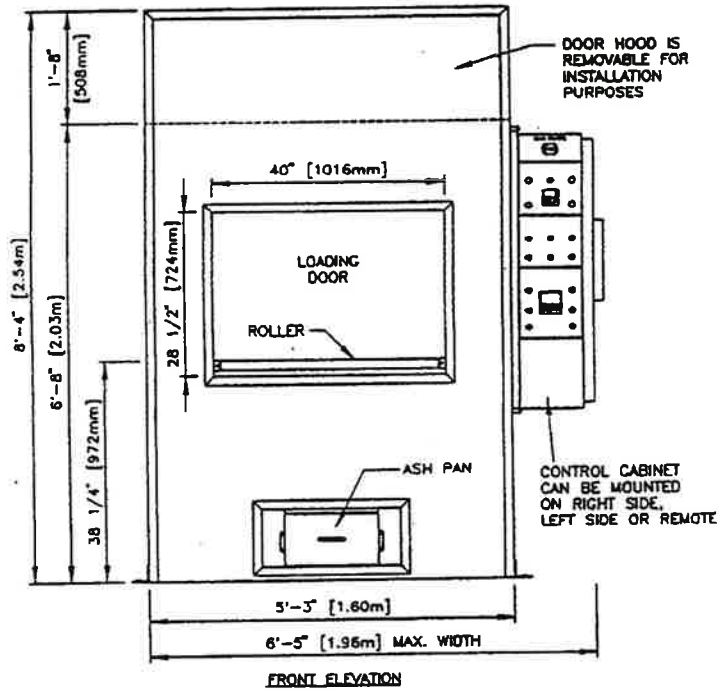 DOOR HOOD IS
REMOVABLE FOR
INSTALLATION
PURPOSES
1'-8"
[508mm]
40" [1016mm]
8'-4" [2.54m]
6'-8" [2.03m]
28 1/2" [724mm]
LOADING
DOOR
ROLLER
38 1/4" [972mm]
ASH PAN
CONTROL CABINET
CAN BE MOUNTED
ON RIGHT SIDE,
LEFT SIDE OR REMOTE
5'-3" [1.60m]
6'-5" [1.96m] MAX. WIDTH
FRONT ELEVATION